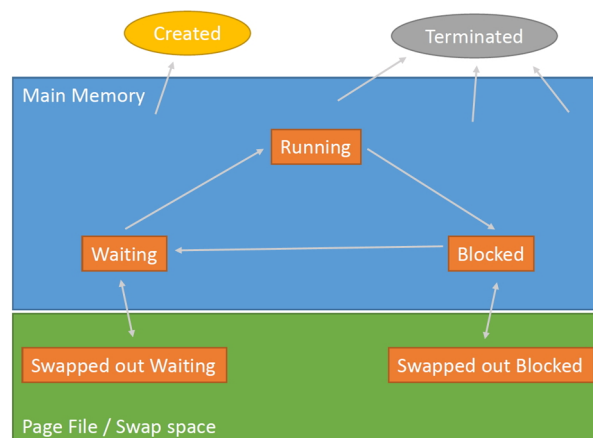 Created
Terminated
Main Memory
Running
Waiting
Blocked
Swapped out Waiting
Swapped out Blocked
Page File / Swap space